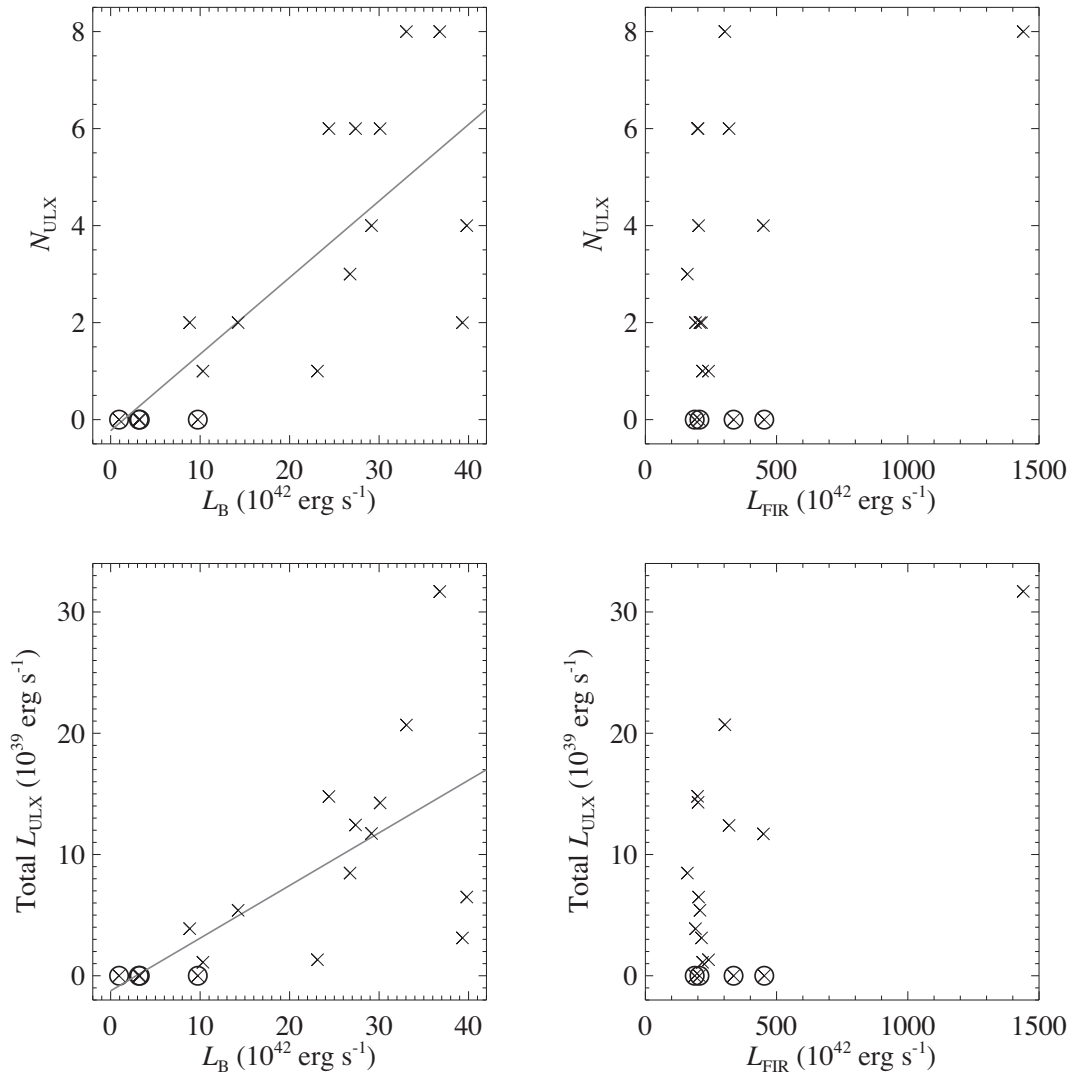 8
6
4
2
0
N_ULX
0 10 20 30 40
L_B (10^42 erg s^-1)
8
6
4
2
0
N_ULX
0 500 1000 1500
L_FIR (10^42 erg s^-1)
30
20
10
0
Total L_ULX (10^39 erg s^-1)
0 10 20 30 40
L_B (10^42 erg s^-1)
30
20
10
0
Total L_ULX (10^39 erg s^-1)
0 500 1000 1500
L_FIR (10^42 erg s^-1)